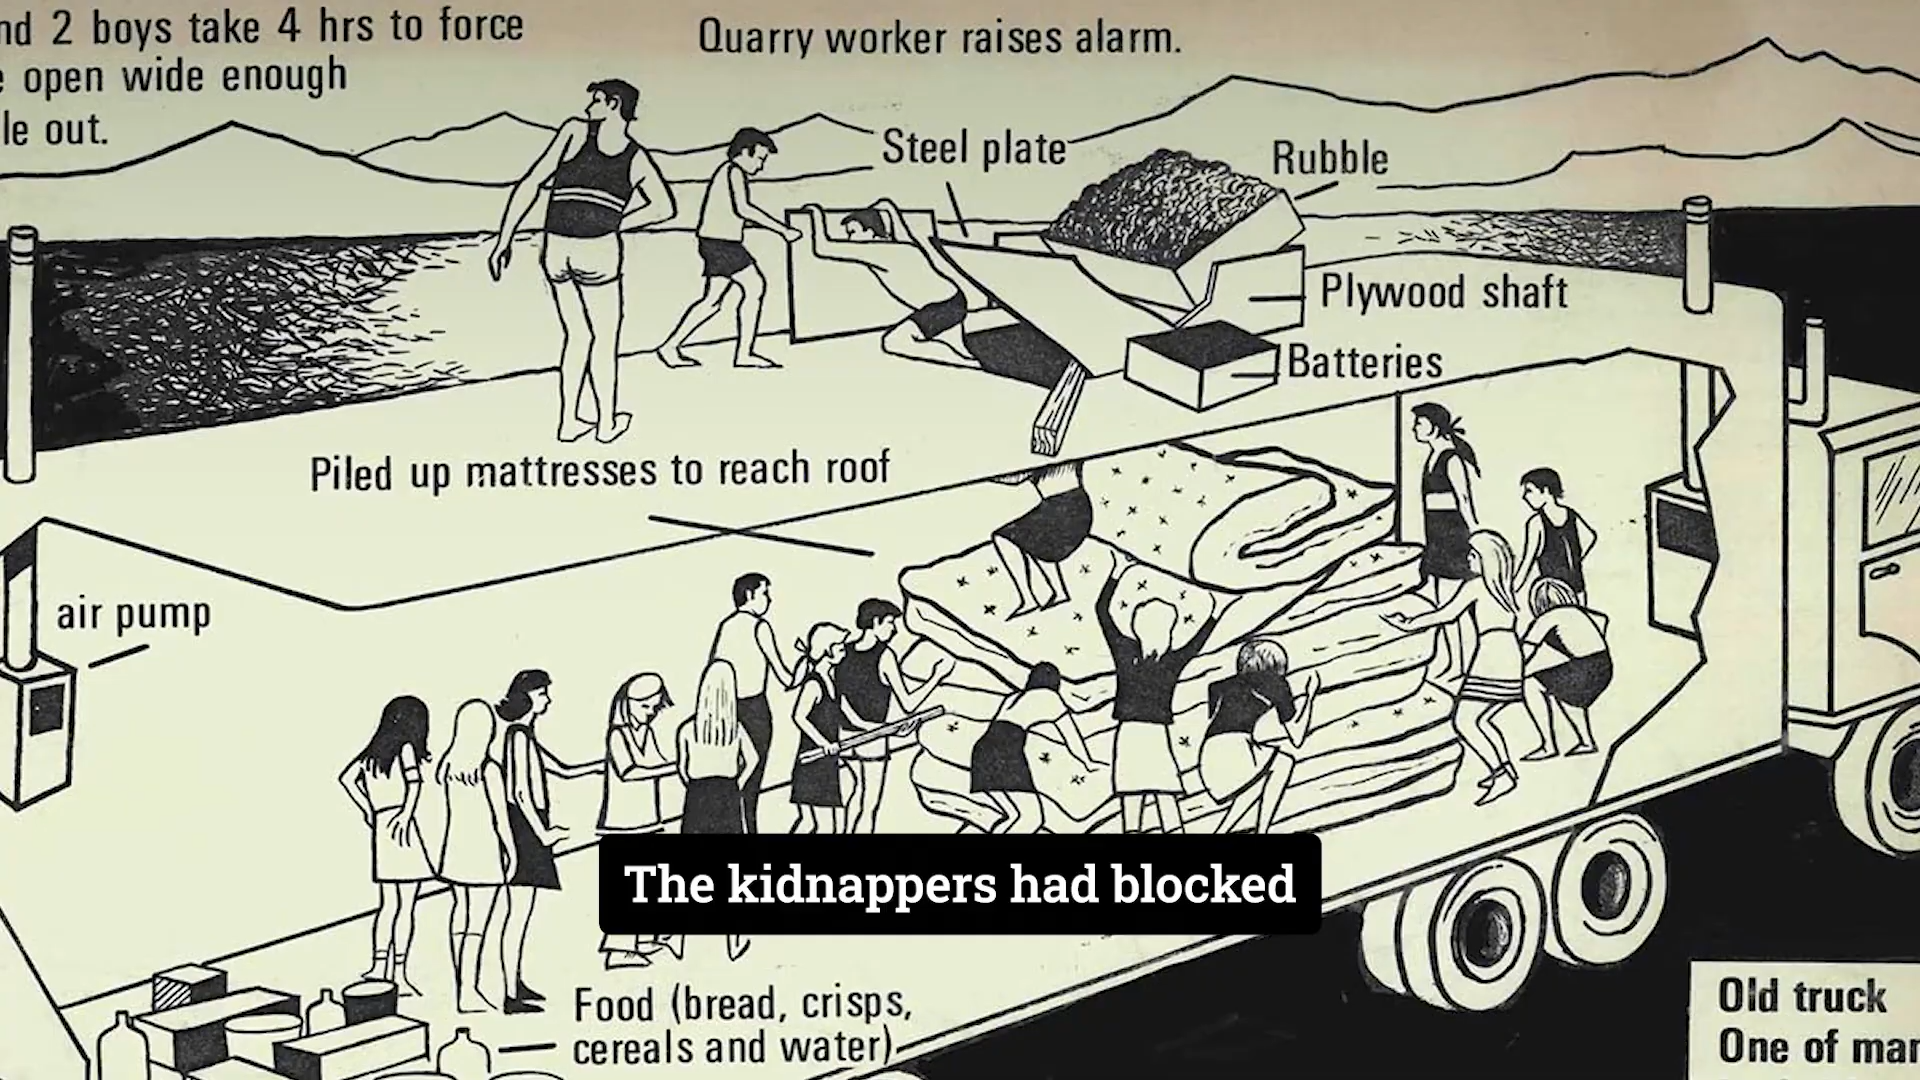 nd 2 boys take 4 hrs to force
e open wide enough
le out.
Quarry worker raises alarm.
Steel plate
Rubble
Plywood shaft
Batteries
Piled up mattresses to reach roof
air pump
The kidnappers had blocked
Food (bread, crisps,
cereals and water)
Old truck
One of mar